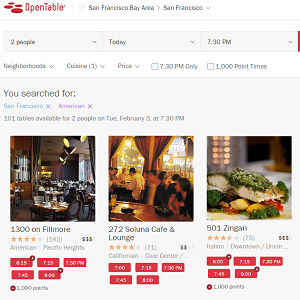 OpenTable
San Francisco Bay Area > San Francisco
2 people Today 7:30 PM
Neighborhoods Cuisine (1) Price 7:30 PM Only 1,000 Point Times
You searched for:
San Francisco × American ×
101 tables available for 2 people on Tue, February 3, at 7:30 PM
1300 on Fillmore
(142) $$$
American | Pacific Heights
6:15 7:15 7:30 PM
7:45 9:00
1,000 points
272 Soluna Cafe &
Lounge
(71) $$
Californian | Civic Center /
7:00 7:15 7:30 PM
7:45 8:00
501 Zingari
(75) $$$
Italian | Downtown / Union
6:00 7:15 7:30 PM
7:45 9:00
1,000 points